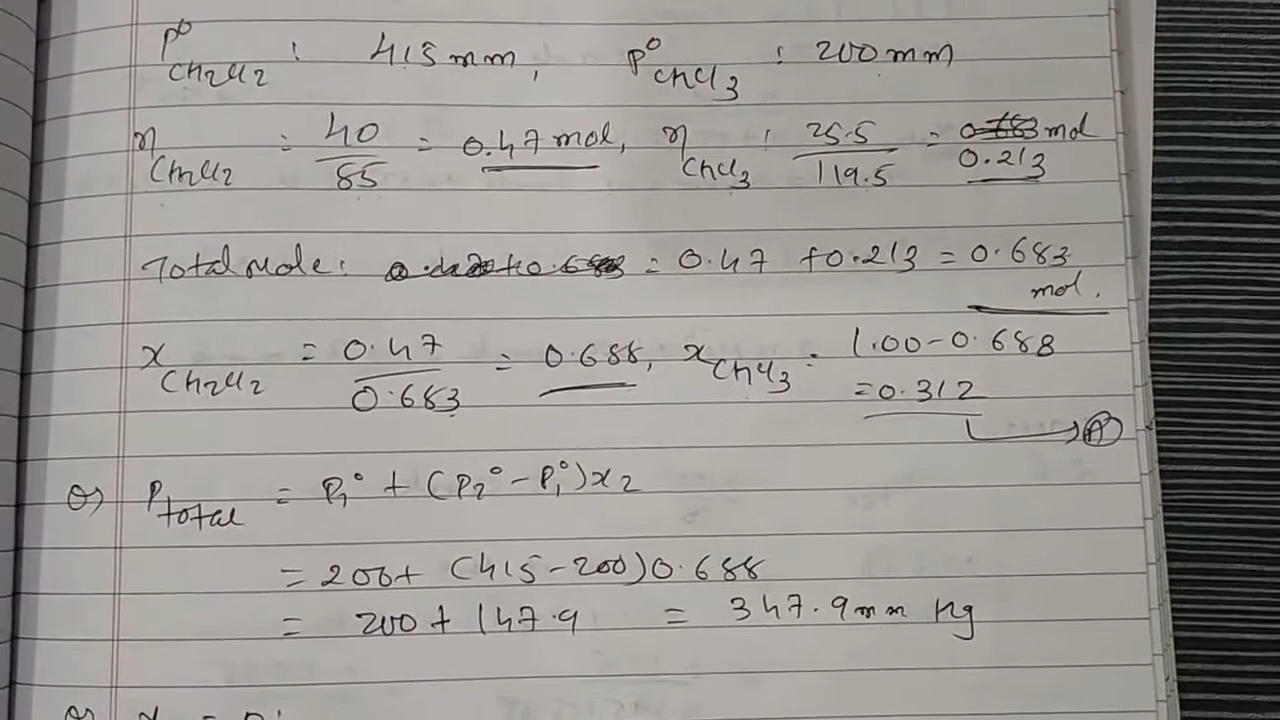 P°CH2Cl2 : 415 mm, P°CHCl3 : 200 mm
ηCH2Cl2 = 40/85 = 0.47 mol, ηCHCl3 : 25.5/119.5 = 0.213 mol
Total Mole : = 0.47 + 0.213 = 0.683 mol.
xCH2Cl2 = 0.47/0.683 = 0.688, xCHCl3 = 1.00 - 0.688
= 0.312
→ (A)
Ptotal = P1° + (P2° - P1°)x2
= 200 + (415 - 200) 0.688
= 200 + 147.9 = 347.9 mm Hg